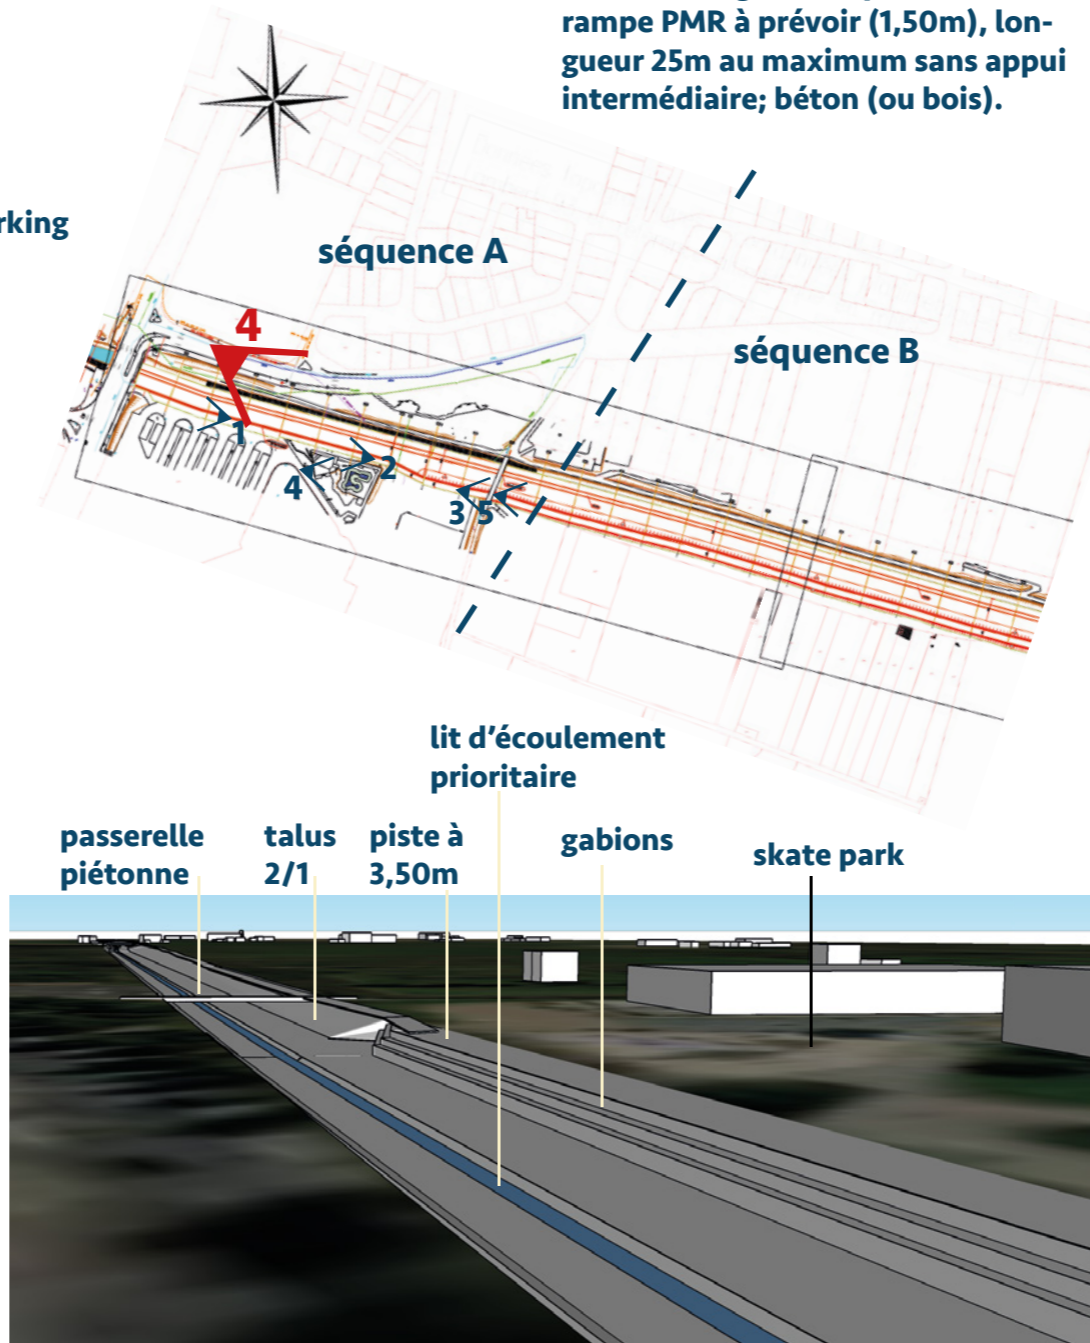 rampe PMR à prévoir (1,50m), lon-
gueur 25m au maximum sans appui
intermédiaire; béton (ou bois).
rking
séquence A
séquence B
4
1
2
4
3
5
lit d'écoulement
prioritaire
passerelle
piétonne
talus
2/1
piste à
3,50m
gabions
skate park